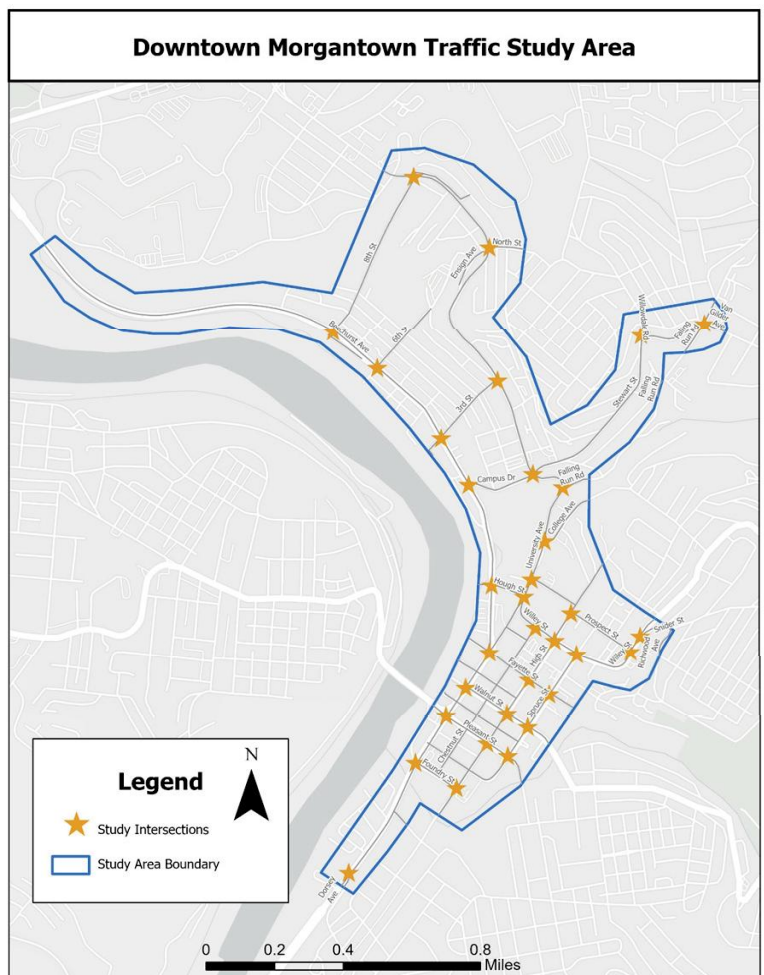 Downtown Morgantown Traffic Study Area
8th St
Ensign Ave
North St
Beechurst Ave
6th St
3rd St
Willowdale Rd
Van
Gilder
Ave
Falling
Run Rd
Stewart St
Falling
Run Rd
Campus Dr
Falling
Run Rd
University Ave
College Ave
Hough St
Willey St
High St
Prospect St
Snider St
Willey St
Richwood
Ave
Fayette St
Walnut St
Spruce St
Pleasant St
Chestnut St
Foundry St
Dorsey
Ave
Legend
N
Study Intersections
Study Area Boundary
0 0.2 0.4 0.8
Miles